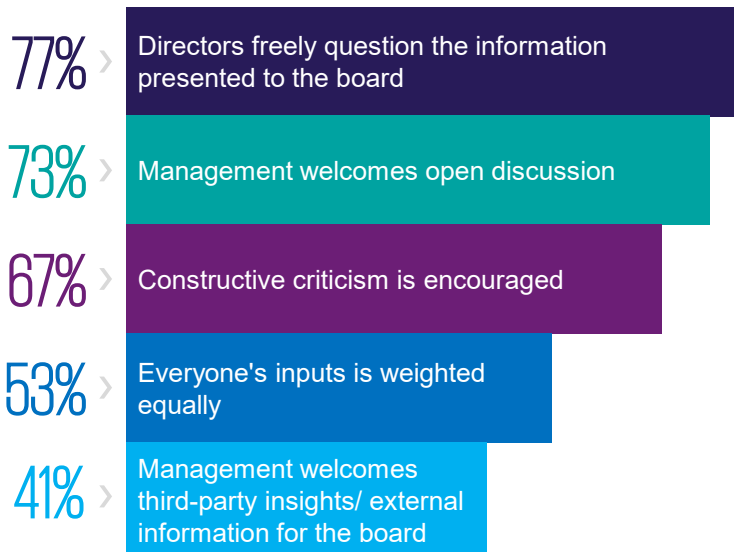 77%
Directors freely question the information
presented to the board
73%
Management welcomes open discussion
67%
Constructive criticism is encouraged
53%
Everyone's inputs is weighted
equally
41%
Management welcomes
third-party insights/ external
information for the board